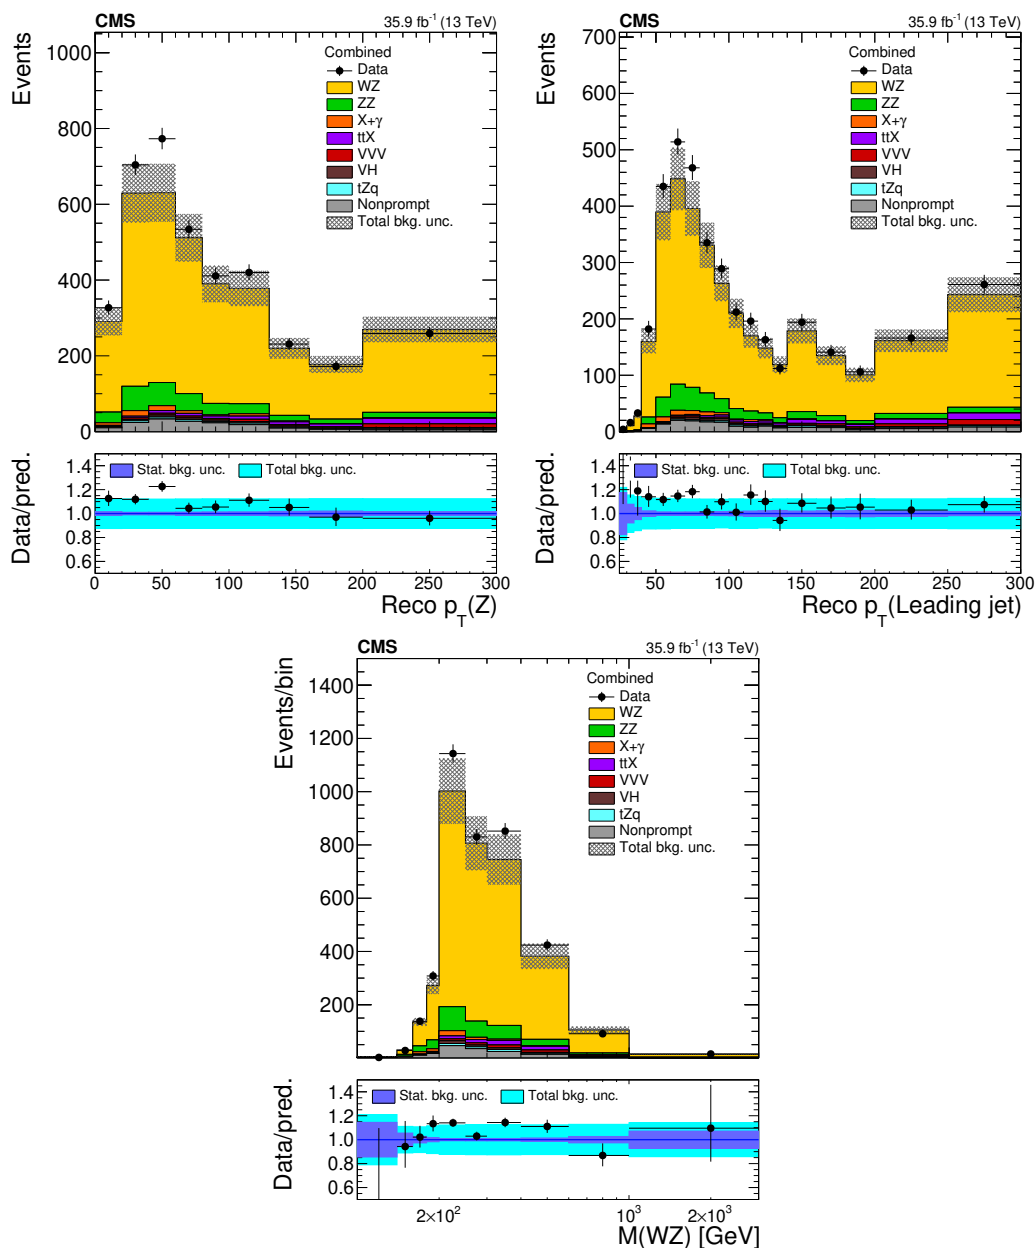 CMS 35.9 fb⁻¹ (13 TeV)
Events
1000
800
600
400
200
0
Combined
Data
WZ
ZZ
X+γ
ttX
VVV
VH
tZq
Nonprompt
Total bkg. unc.
Data/pred.
1.4
1.2
1.0
0.8
0.6
Stat. bkg. unc. Total bkg. unc.
0 50 100 150 200 250 300
Reco p_T(Z)
CMS 35.9 fb⁻¹ (13 TeV)
Events
700
600
500
400
300
200
100
0
Combined
Data
WZ
ZZ
X+γ
ttX
VVV
VH
tZq
Nonprompt
Total bkg. unc.
Data/pred.
1.4
1.2
1.0
0.8
0.6
Stat. bkg. unc. Total bkg. unc.
50 100 150 200 250 300
Reco p_T(Leading jet)
CMS 35.9 fb⁻¹ (13 TeV)
Events/bin
1400
1200
1000
800
600
400
200
Combined
Data
WZ
ZZ
X+γ
ttX
VVV
VH
tZq
Nonprompt
Total bkg. unc.
Data/pred.
1.4
1.2
1.0
0.8
0.6
Stat. bkg. unc. Total bkg. unc.
2×10² 10³ 2×10³
M(WZ) [GeV]